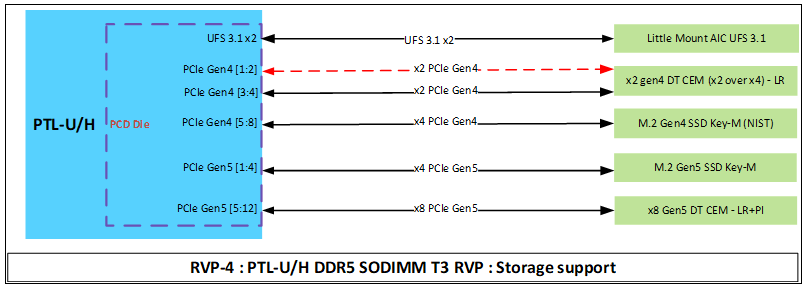 UFS 3.1 x2 UFS 3.1 x2 Little Mount AIC UFS 3.1
PCIe Gen4 [1:2] x2 PCIe Gen4
x2 gen4 DT CEM (x2 over x4) - LR
PCIe Gen4 [3:4] x2 PCIe Gen4
PTL-U/H PCD Die PCIe Gen4 [5:8] x4 PCIe Gen4 M.2 Gen4 SSD Key-M (NIST)
PCIe Gen5 [1:4] x4 PCIe Gen5 M.2 Gen5 SSD Key-M
PCIe Gen5 [5:12] x8 PCIe Gen5 x8 Gen5 DT CEM - LR+PI
RVP-4 : PTL-U/H DDR5 SODIMM T3 RVP : Storage support